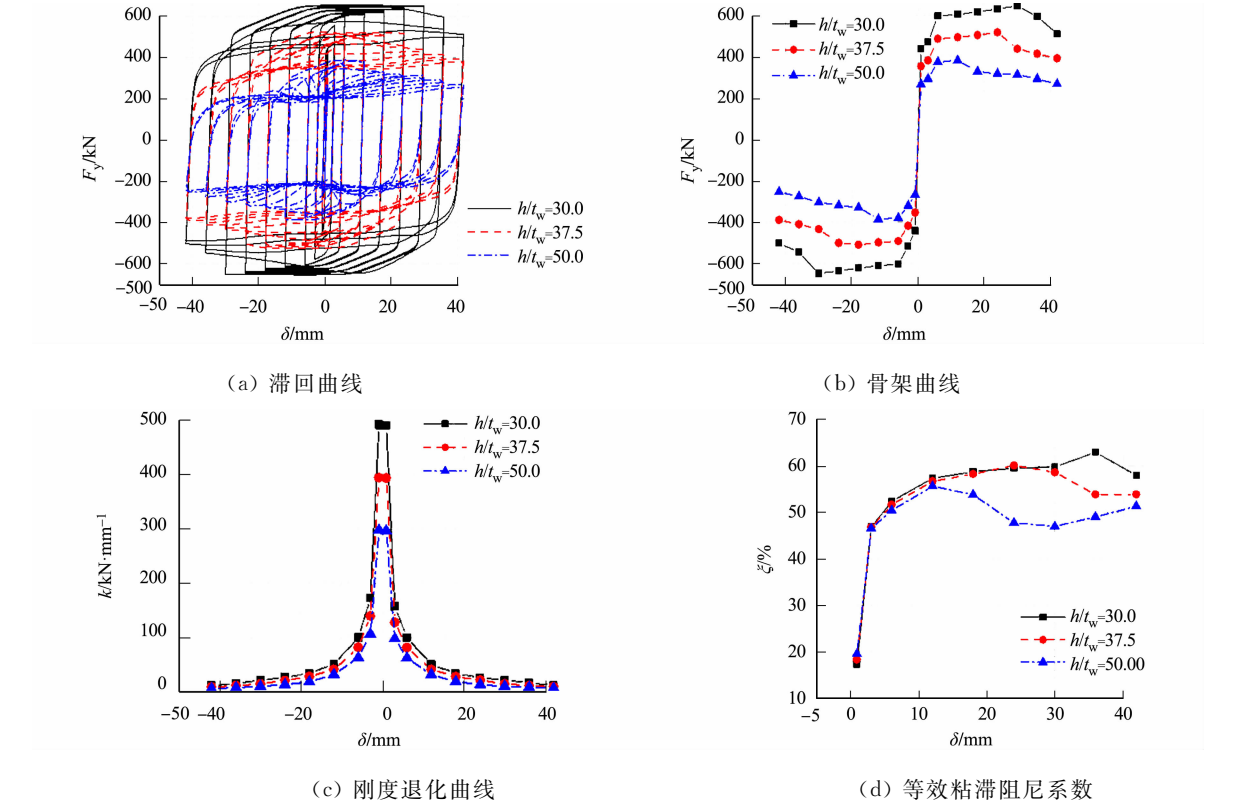 600
400
200
0
−200
−400
−600
−500
−50 −40 −20 0 20 40
F_y/kN
δ/mm
h/t_w=30.0
h/t_w=37.5
h/t_w=50.0
(a) 滞回曲线
600
400
200
0
−200
−400
−600
−500
−50 −40 −20 0 20 40
F_y/kN
δ/mm
h/t_w=30.0
h/t_w=37.5
h/t_w=50.0
(b) 骨架曲线
500
400
300
200
100
0
−50 −40 −20 0 20 40
k/kN·mm⁻¹
δ/mm
h/t_w=30.0
h/t_w=37.5
h/t_w=50.0
(c) 刚度退化曲线
70
60
50
40
30
20
10
−5 0 10 20 30 40
ξ/%
δ/mm
h/t_w=30.0
h/t_w=37.5
h/t_w=50.00
(d) 等效粘滞阻尼系数